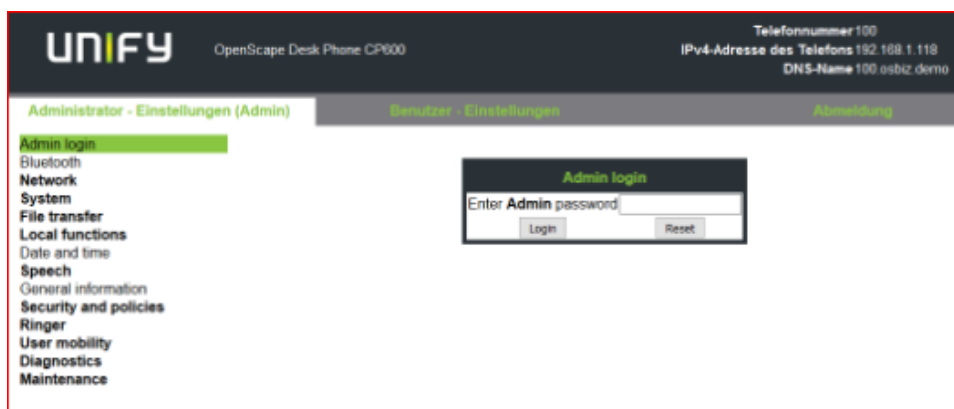 UNIFY
OpenScape Desk Phone CP600
Telefonnummer 100
IPv4-Adresse des Telefons 192.168.1.118
DNS-Name 100.osbiz.demo
Administrator - Einstellungen (Admin)
Benutzer - Einstellungen
Abmeldung
Admin login
Bluetooth
Network
System
File transfer
Local functions
Date and time
Speech
General information
Security and policies
Ringer
User mobility
Diagnostics
Maintenance
Admin login
Enter Admin password
Login Reset